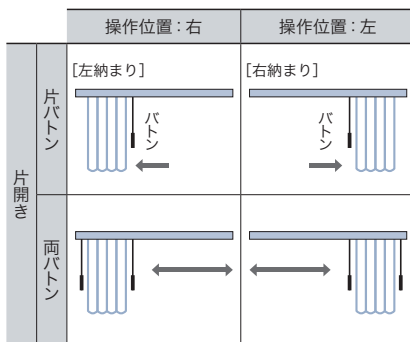 操作位置：右
操作位置：左
片開き
片バトン
[左納まり]
バトン
[右納まり]
バトン
両バトン